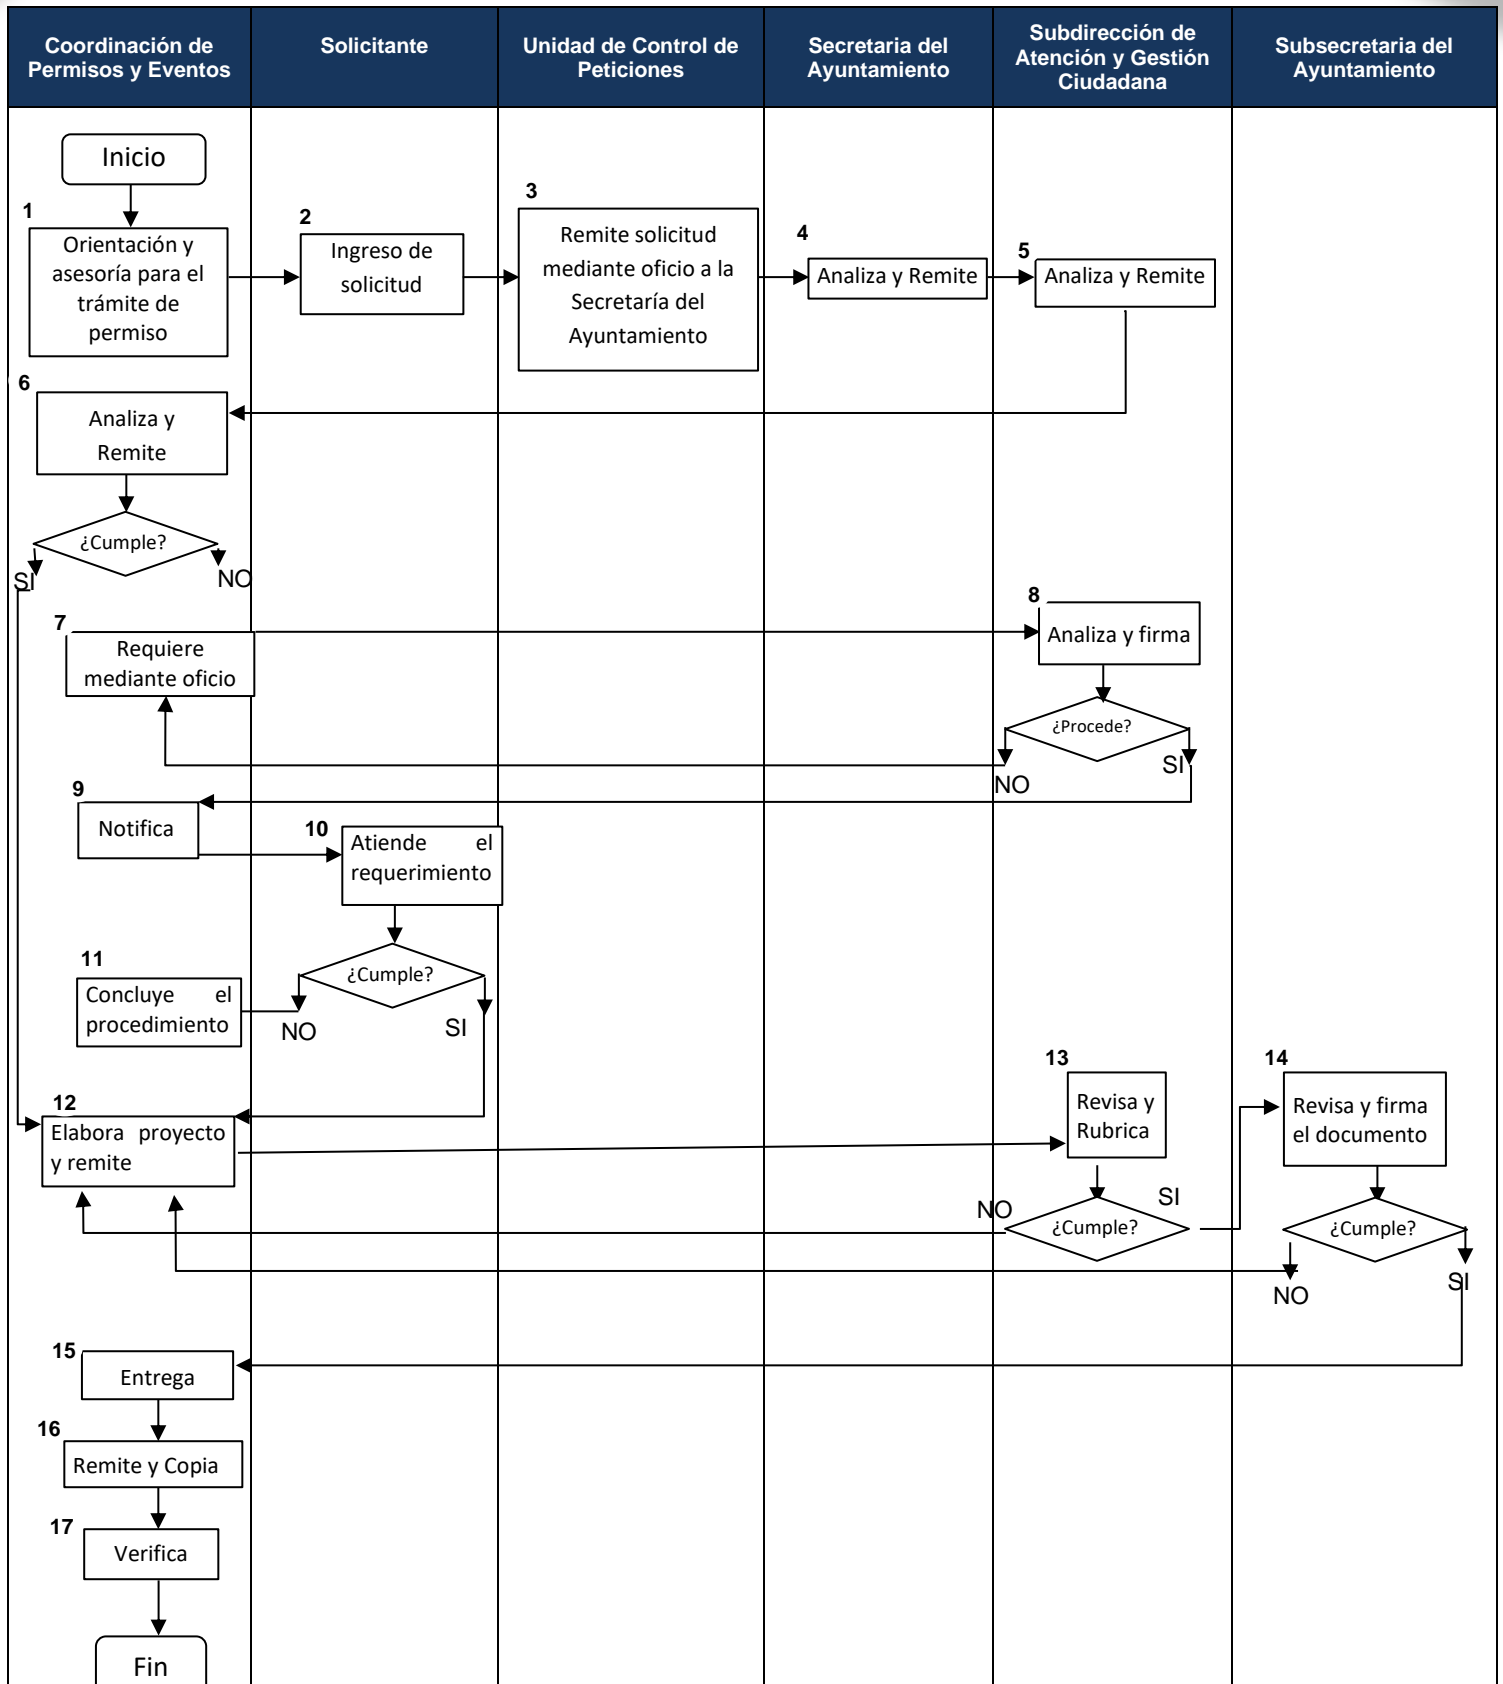 Coordinación de
Permisos y Eventos
Solicitante
Unidad de Control de
Peticiones
Secretaria del
Ayuntamiento
Subdirección de
Atención y Gestión
Ciudadana
Subsecretaria del
Ayuntamiento
Inicio
1
Orientación y
asesoría para el
trámite de
permiso
2
Ingreso de
solicitud
3
Remite solicitud
mediante oficio a la
Secretaría del
Ayuntamiento
4
Analiza y Remite
5
Analiza y Remite
6
Analiza y
Remite
¿Cumple?
SI
NO
7
Requiere
mediante oficio
8
Analiza y firma
¿Procede?
NO
SI
9
Notifica
10
Atiende el
requerimiento
¿Cumple?
NO
SI
11
Concluye el
procedimiento
12
Elabora proyecto
y remite
13
Revisa y
Rubrica
NO
SI
¿Cumple?
14
Revisa y firma
el documento
¿Cumple?
NO
SI
15
Entrega
16
Remite y Copia
17
Verifica
Fin